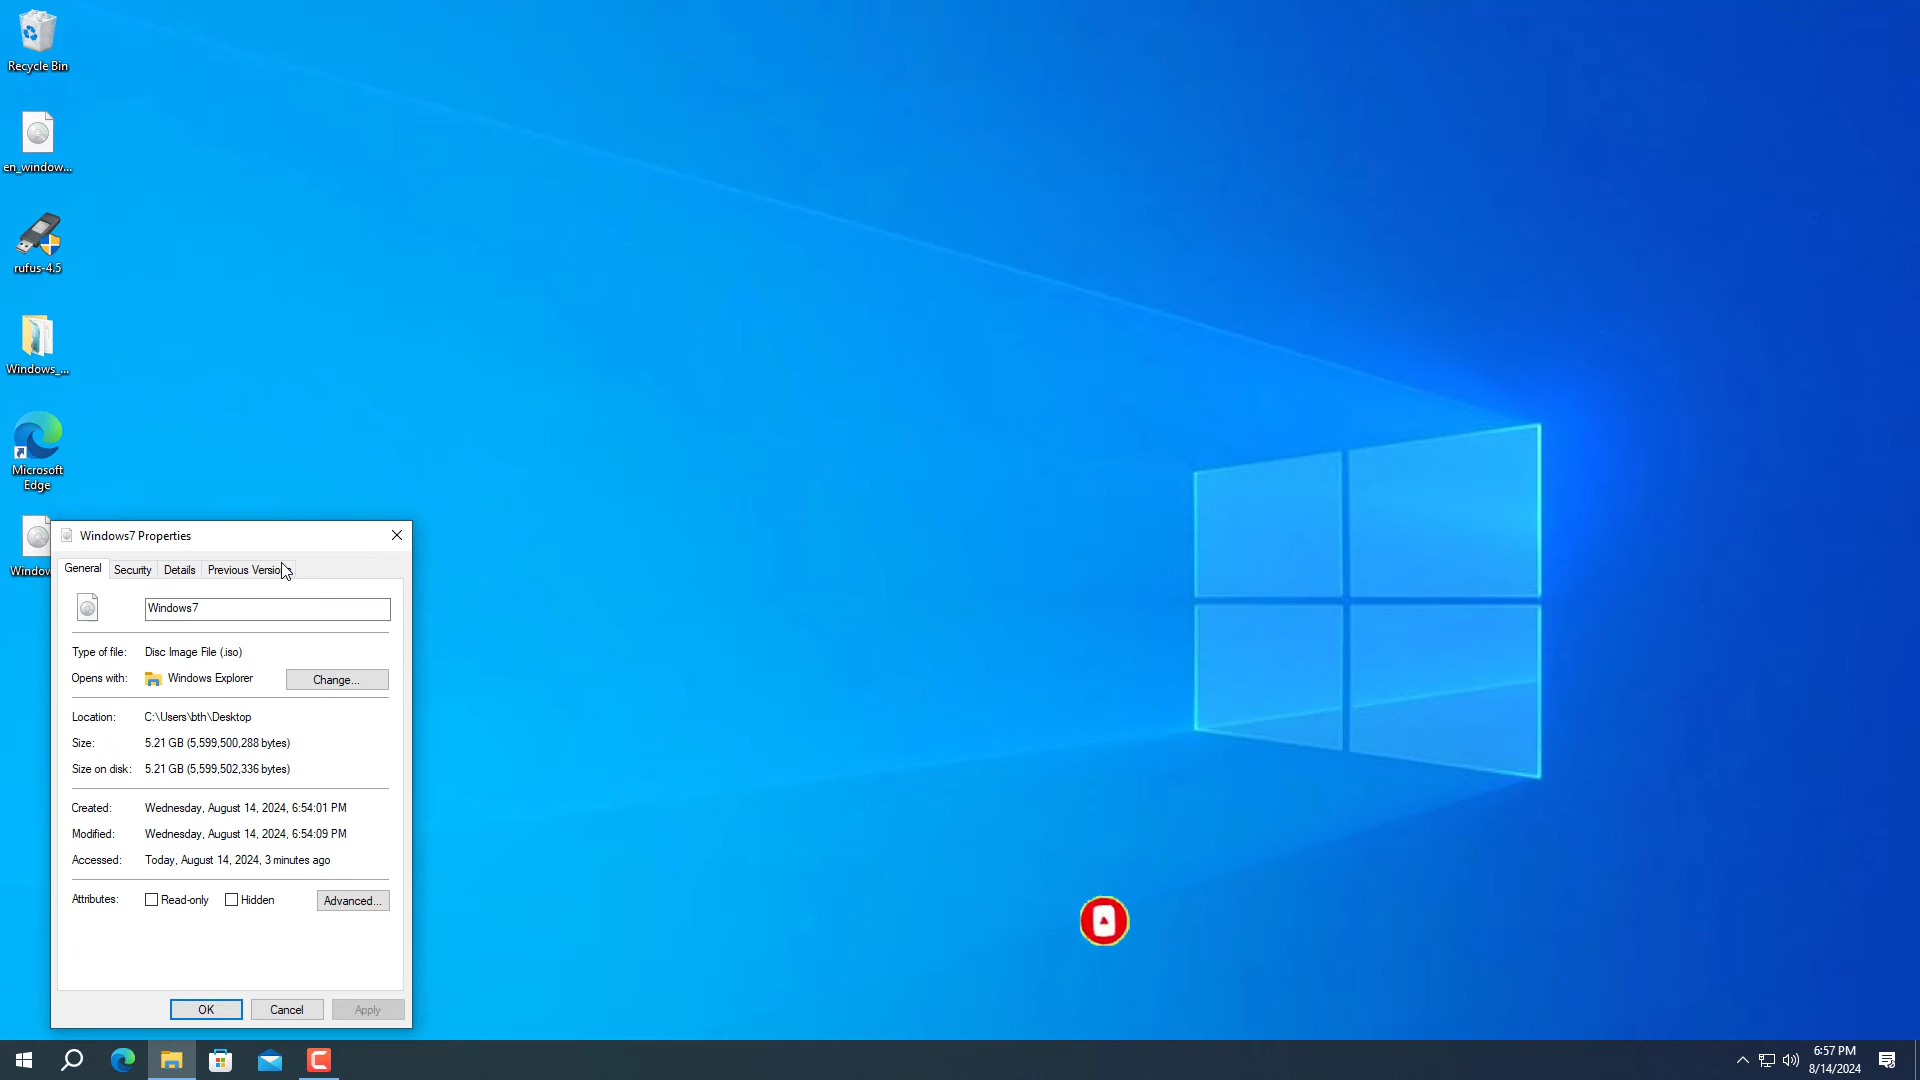 Recycle Bin
en_window...
rufus-4.5
Windows_...
Microsoft
Edge
Window
Windows7 Properties
General Security Details Previous Version
Windows7
Type of file: Disc Image File (.iso)
Opens with: Windows Explorer Change...
Location: C:\Users\bth\Desktop
Size: 5.21 GB (5,599,500,288 bytes)
Size on disk: 5.21 GB (5,599,502,336 bytes)
Created: Wednesday, August 14, 2024, 6:54:01 PM
Modified: Wednesday, August 14, 2024, 6:54:09 PM
Accessed: Today, August 14, 2024, 3 minutes ago
Attributes: Read-only Hidden Advanced...
OK Cancel Apply
6:57 PM
8/14/2024